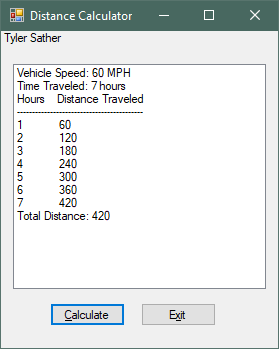 Distance Calculator
Tyler Sather
Vehicle Speed: 60 MPH
Time Traveled: 7 hours
Hours Distance Traveled
------------------------------------------
1 60
2 120
3 180
4 240
5 300
6 360
7 420
Total Distance: 420
Calculate Exit